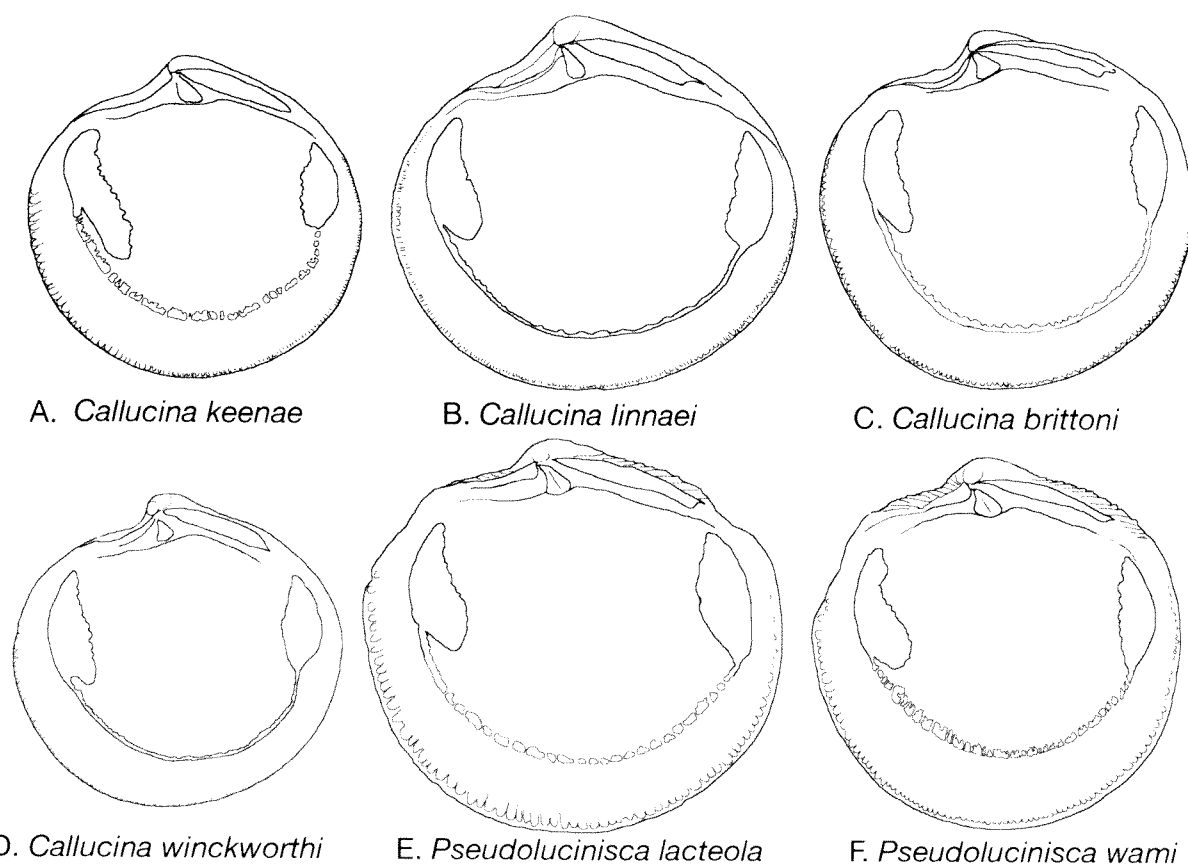 A. Callucina keenae
B. Callucina linnaei
C. Callucina brittoni
D. Callucina winckworthi
E. Pseudolucinisca lacteola
F. Pseudolucinisca wami